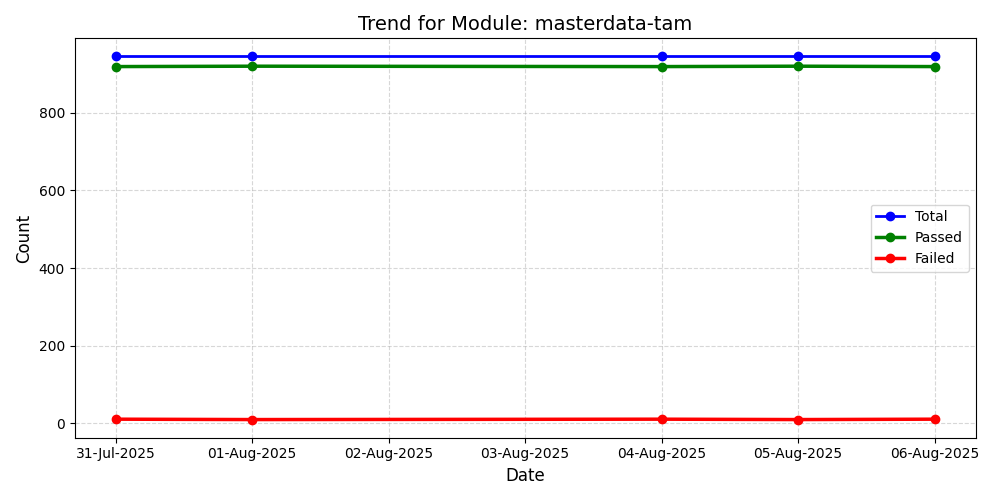 Trend for Module: masterdata-tam
Count
800
600
400
200
0
Total
Passed
Failed
31-Jul-2025 01-Aug-2025 02-Aug-2025 03-Aug-2025 04-Aug-2025 05-Aug-2025 06-Aug-2025
Date